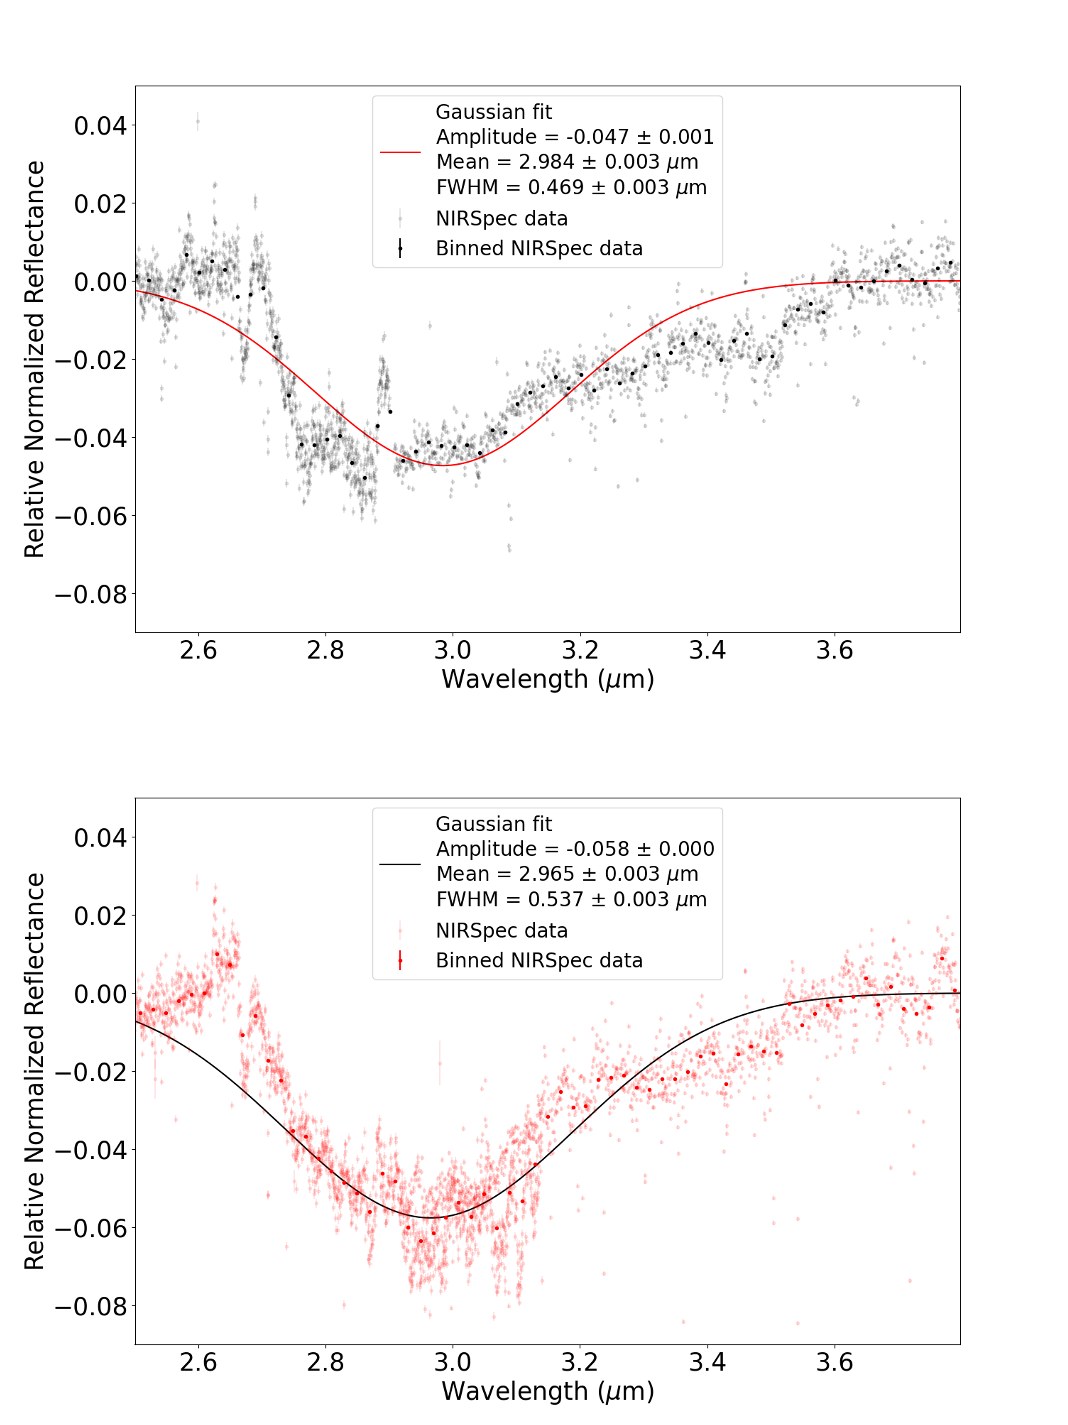 0.04
0.02
0.00
−0.02
−0.04
−0.06
−0.08
Relative Normalized Reflectance
Gaussian fit
Amplitude = -0.047 ± 0.001
Mean = 2.984 ± 0.003 μm
FWHM = 0.469 ± 0.003 μm
NIRSpec data
Binned NIRSpec data
2.6 2.8 3.0 3.2 3.4 3.6
Wavelength (μm)
0.04
0.02
0.00
−0.02
−0.04
−0.06
−0.08
Relative Normalized Reflectance
Gaussian fit
Amplitude = -0.058 ± 0.000
Mean = 2.965 ± 0.003 μm
FWHM = 0.537 ± 0.003 μm
NIRSpec data
Binned NIRSpec data
2.6 2.8 3.0 3.2 3.4 3.6
Wavelength (μm)